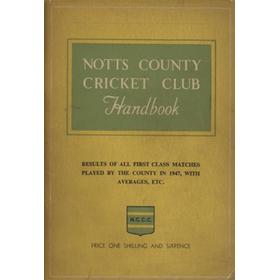 NOTTS COUNTY
CRICKET CLUB
Handbook
RESULTS OF ALL FIRST CLASS MATCHES
PLAYED BY THE COUNTY IN 1947, WITH
AVERAGES, ETC.
N.C.C.C.
PRICE ONE SHILLING AND SIXPENCE